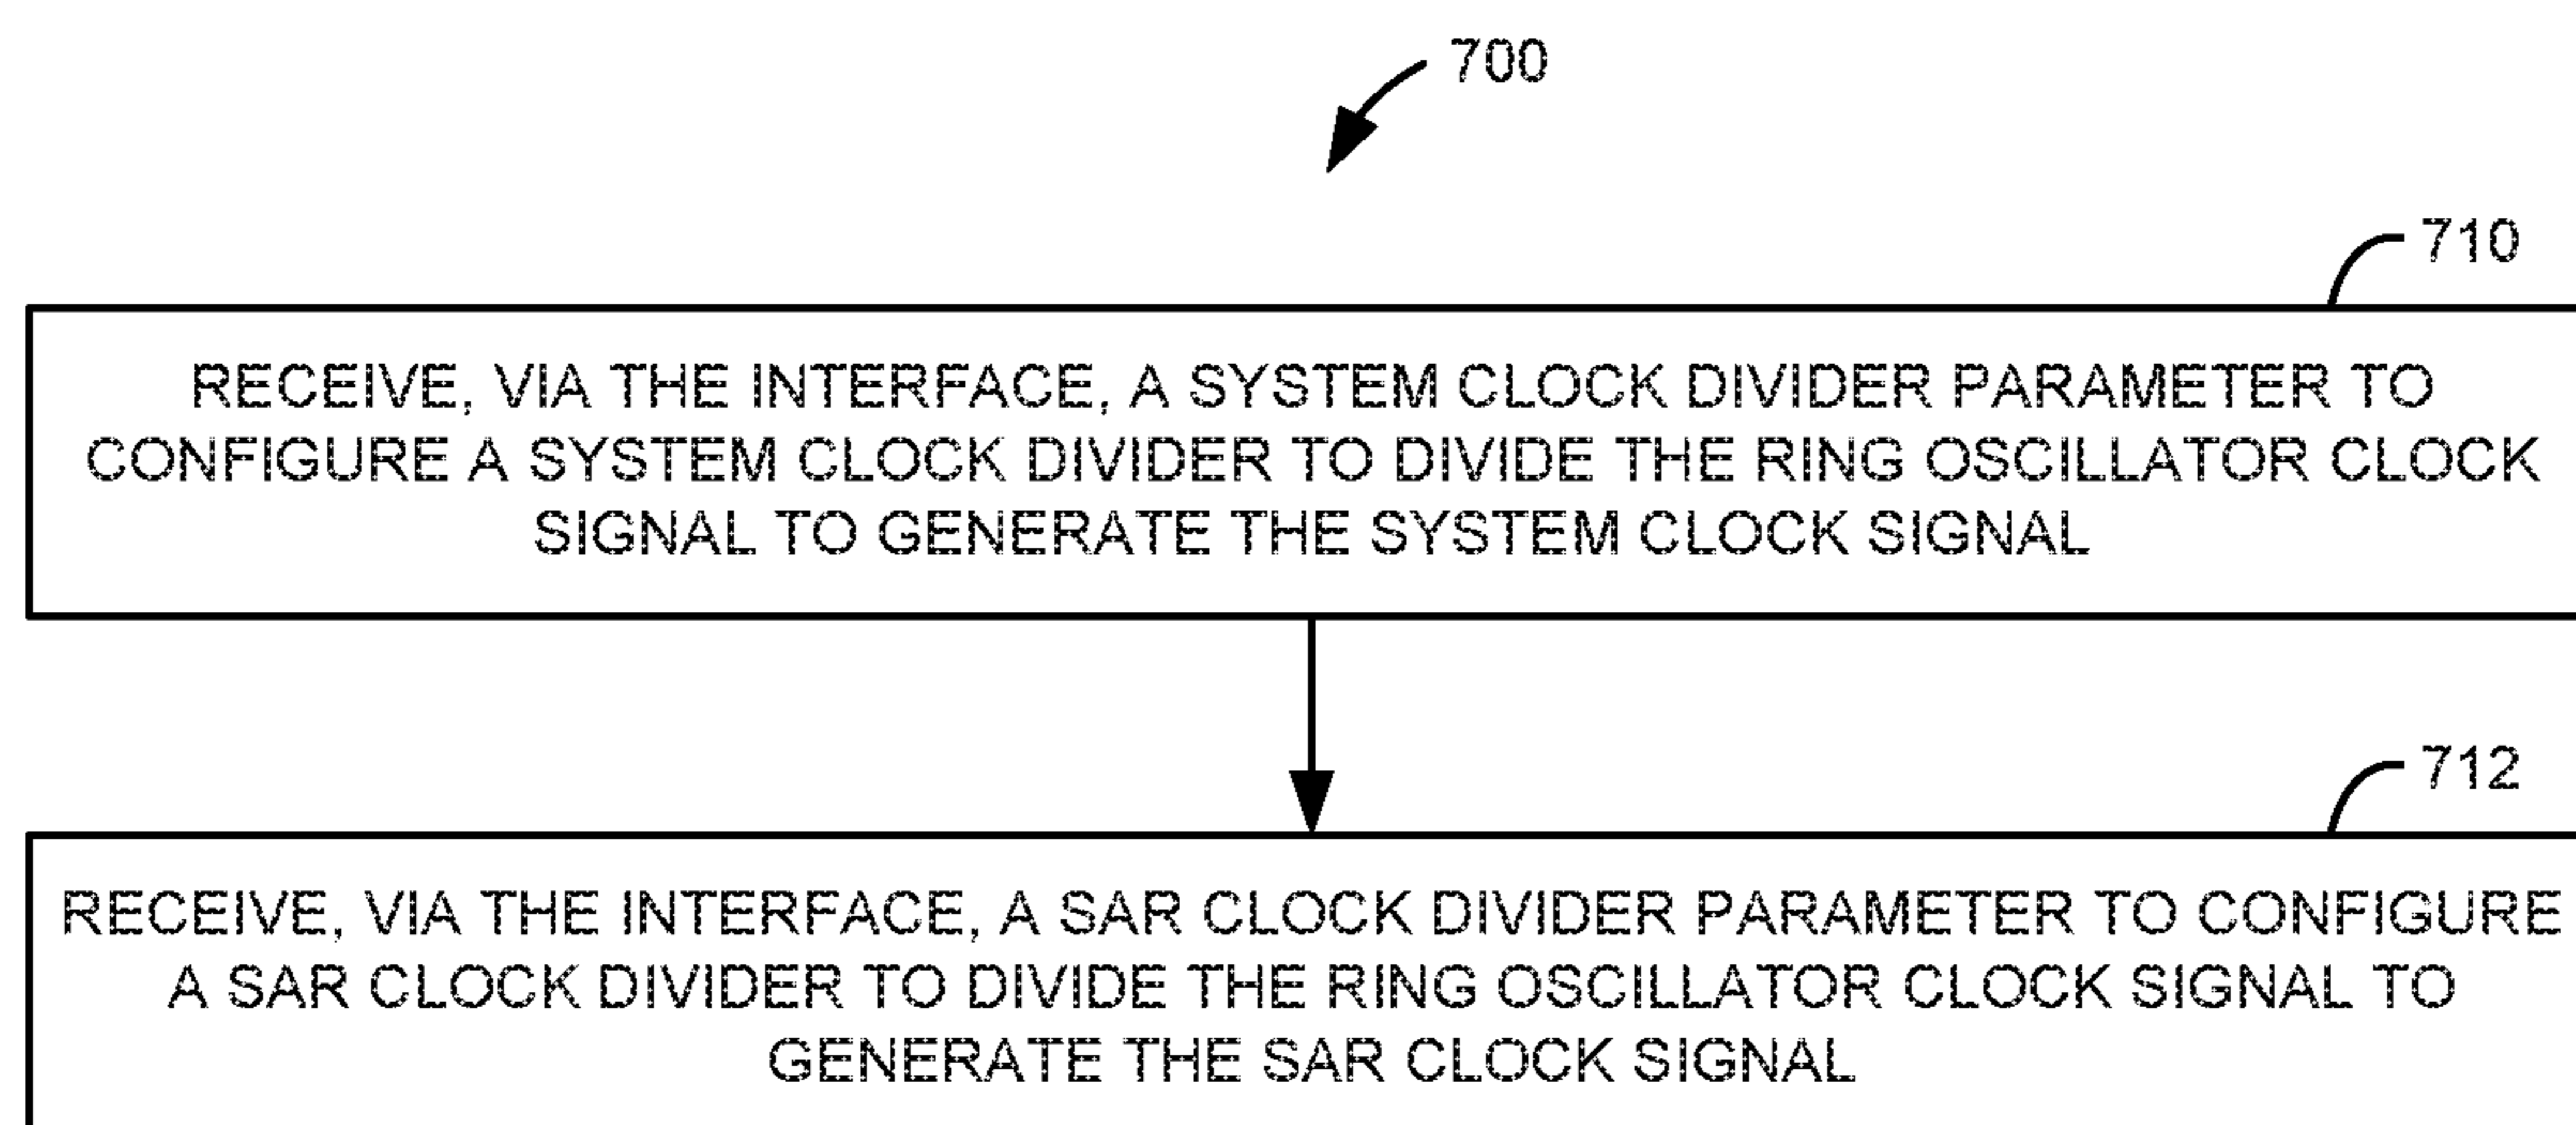 700
710
RECEIVE, VIA THE INTERFACE, A SYSTEM CLOCK DIVIDER PARAMETER TO
CONFIGURE A SYSTEM CLOCK DIVIDER TO DIVIDE THE RING OSCILLATOR CLOCK
SIGNAL TO GENERATE THE SYSTEM CLOCK SIGNAL
712
RECEIVE, VIA THE INTERFACE, A SAR CLOCK DIVIDER PARAMETER TO CONFIGURE
A SAR CLOCK DIVIDER TO DIVIDE THE RING OSCILLATOR CLOCK SIGNAL TO
GENERATE THE SAR CLOCK SIGNAL